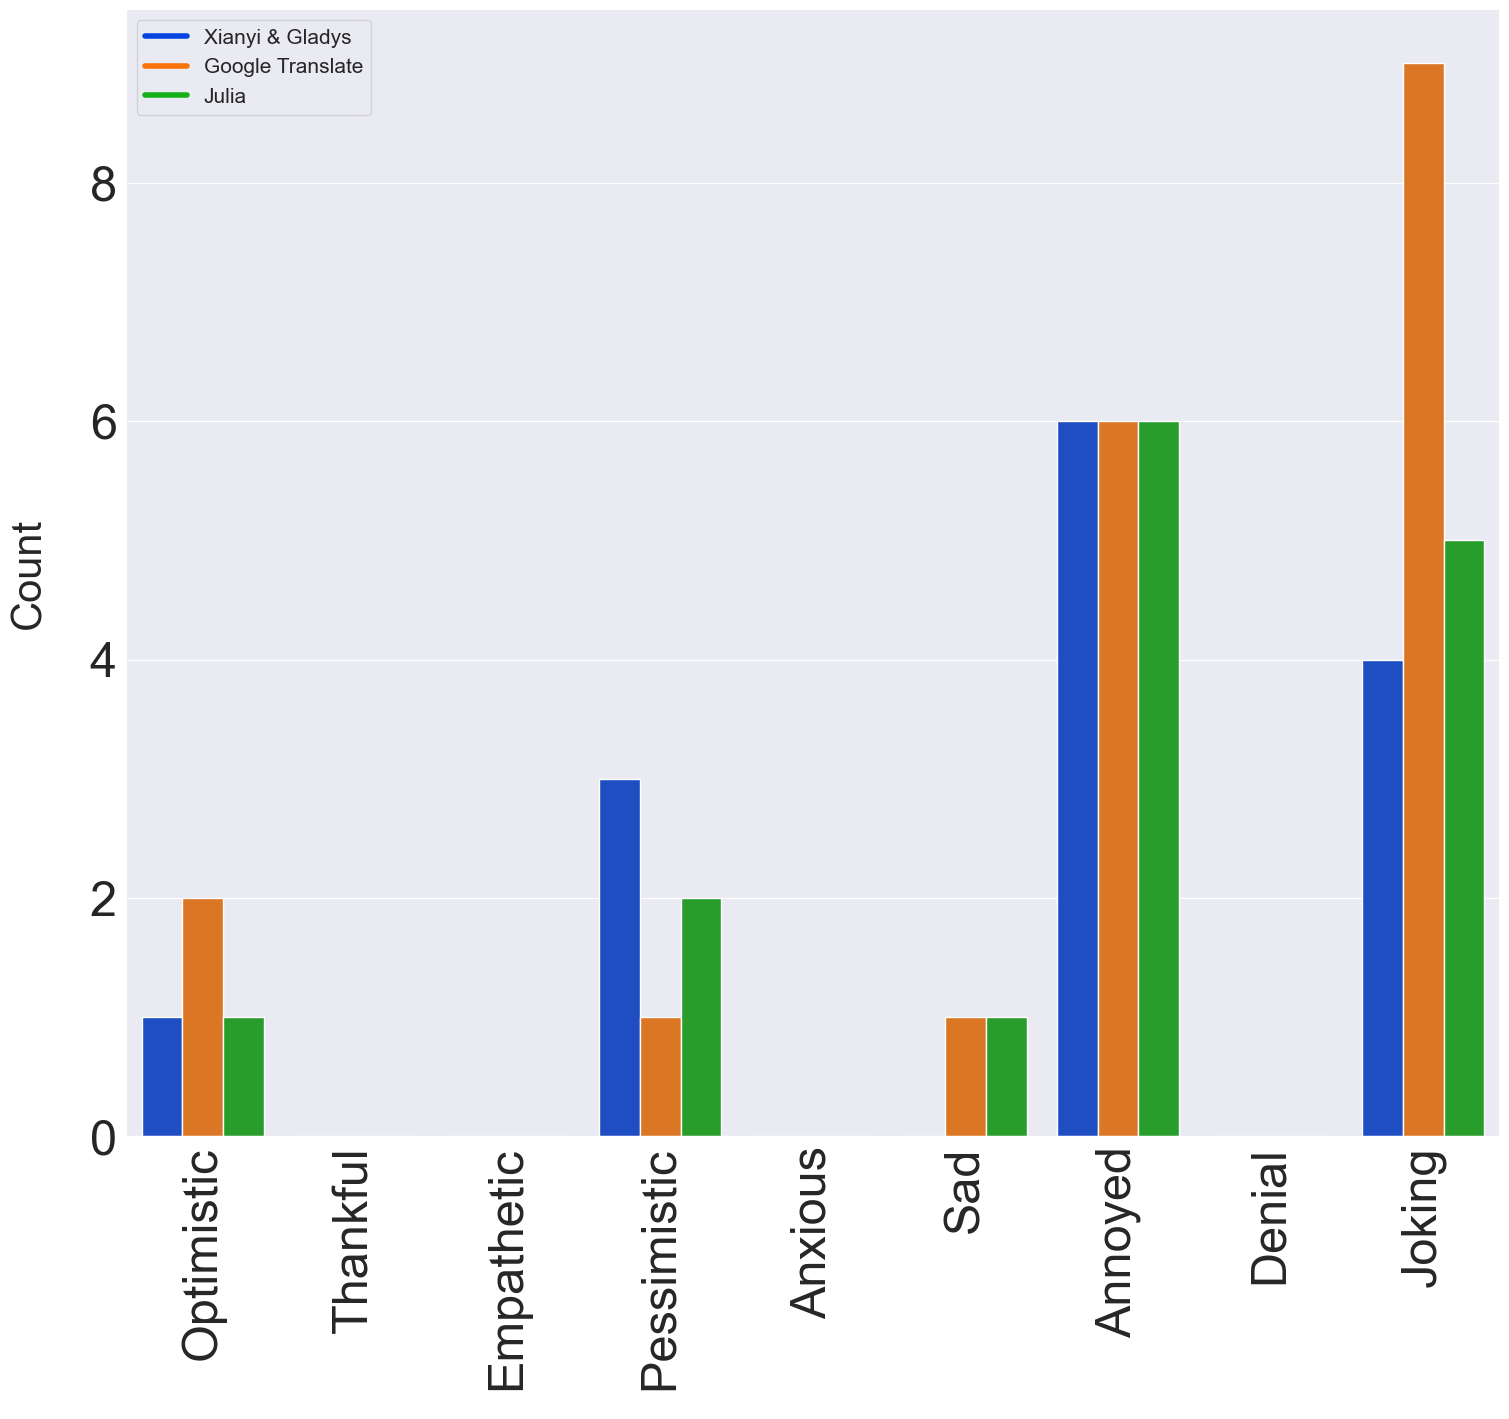 Xianyi & Gladys
Google Translate
Julia
8
6
4
2
0
Count
Optimistic
Thankful
Empathetic
Pessimistic
Anxious
Sad
Annoyed
Denial
Joking